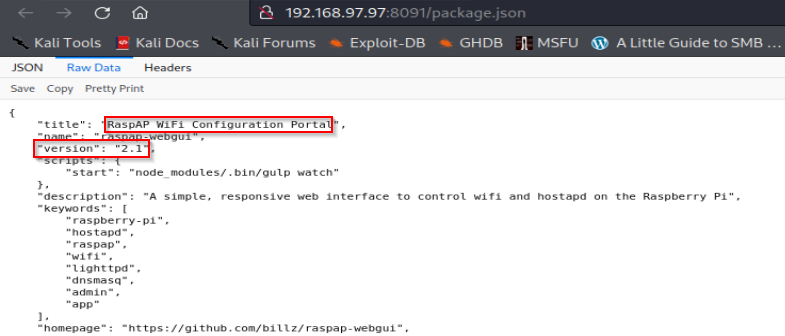 192.168.97.97:8091/package.json
Kali Tools Kali Docs Kali Forums Exploit-DB GHDB MSFU A Little Guide to SMB ...
JSON Raw Data Headers
Save Copy Pretty Print
{
"title": "RaspAP WiFi Configuration Portal",
"name": "raspap-webgui",
"version": "2.1",
"scripts": {
"start": "node_modules/.bin/gulp watch"
},
"description": "A simple, responsive web interface to control wifi and hostapd on the Raspberry Pi",
"keywords": [
"raspberry-pi",
"hostapd",
"raspap",
"wifi",
"lighttpd",
"dnsmasq",
"admin",
"app"
],
"homepage": "https://github.com/billz/raspap-webgui",